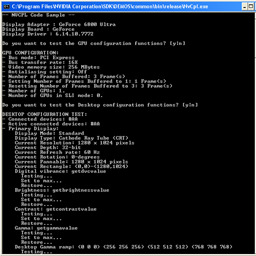 C:\Program Files\NVIDIA Corporation\SDK\DirIOS\common\bin\release\NvCpl.exe
-- NVCPL Code Sample --
Display Adapter : GeForce 6800 Ultra
Display Board : GeForce
Display Driver : 6.14.10.7772
Do you want to test the GPU configuration functions? [y|n]
GPU CONFIGURATION:
- Bus mode: PCI Express
- Bus transfer rate: 16X
- Video memory size: 256 MBytes
- Antialiasing setting: Off
- Number of Frames Buffered: 3 Frame(s)
Setting Number of Frames Buffered to 1: 1 Frame(s)
- Resetting Number of Frames Buffered to 3: 3 Frame(s)
- Number of GPUs: 1.
- Number of GPUs in SLI mode: 0.
Do you want to test the Desktop configuration functions? [y|n]
DESKTOP CONFIGURATION TEST:
- Connected devices: 0AA
- Active connected devices: 0AA
- Primary Display:
Display Mode: Standard
Display Type: Cathode Ray Tube (CRT)
Current Resolution: 1280 x 1024 pixels
Current Depth: 32-bit
Current Refresh rate: 60 Hz
Current Rotation: 0-degrees
Current Pannable: 1280 x 1024 pixels
Current Rectangle: (0,0)-(1280,1024)
Digital vibrance: getdvcvalue
Testing...
Set to max...
Restore...
Brightness: getbrightnessvalue
Testing...
Set to max...
Restore...
Contrast: getcontrastvalue
Testing...
Set to max...
Restore...
Gamma: getgammavalue
Testing...
Set to max...
Restore...
Desktop Gamma ramp: (0 0 0) (256 256 256) (512 512 512) (768 768 768)
Testing...